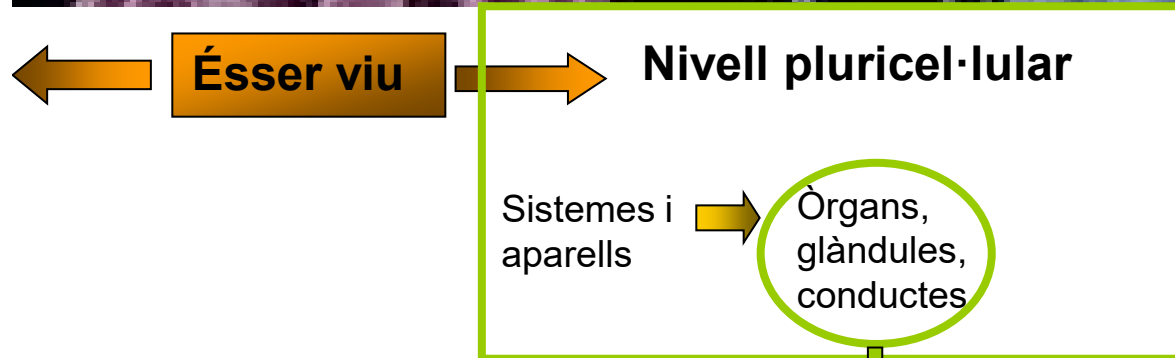 Ésser viu
Nivell pluricel·lular
Sistemes i
aparells
Òrgans,
glàndules,
conductes